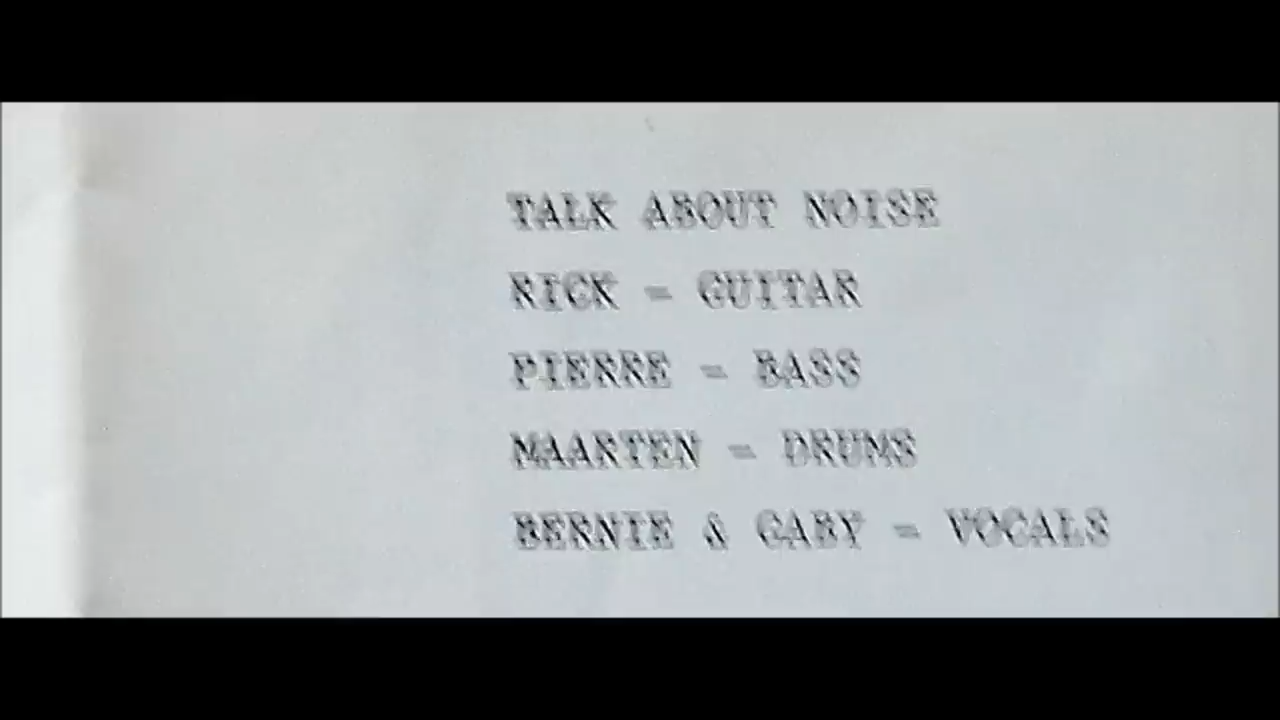 TALK ABOUT NOISE
RICK = GUITAR
PIERRE = BASS
MAARTEN = DRUMS
BERNIE & GABY = VOCALS